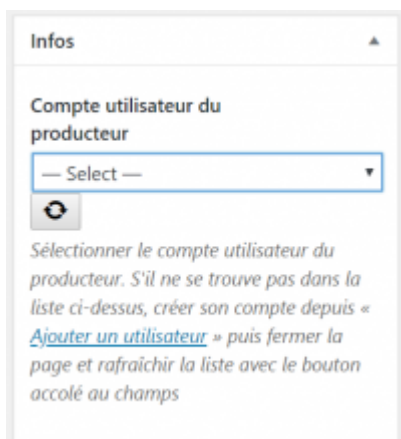 Infos
Compte utilisateur du
producteur
— Select —
Sélectionner le compte utilisateur du
producteur. S'il ne se trouve pas dans la
liste ci-dessus, créer son compte depuis «
Ajouter un utilisateur » puis fermer la
page et rafraîchir la liste avec le bouton
accolé au champs